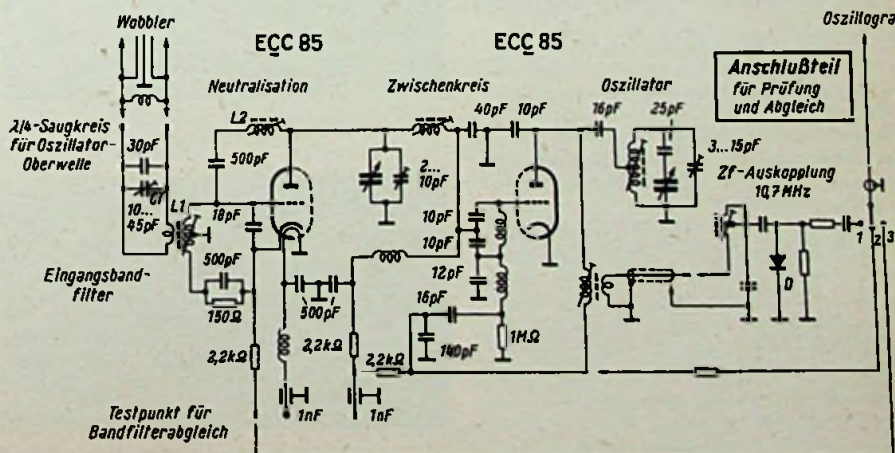 Wobbler
ECC 85
ECC 85
Oszillogra
Neutralisation
Zwischenkreis
Oszillator
Anschlußteil
für Prüfung
und Abgleich
λ/4-Saugkreis
für Oszillator-
Oberwelle
30pF
L2
500pF
40pF
10pF
16pF
25pF
3...15pF
Zf-Auskopplung
10,7MHz
2...
10pF
C1
10...
45pF
L1
18pF
10pF
10pF
12pF
1
2
3
D
Eingangsband-
filter
500pF
150Ω
500pF
16pF
140pF
1MΩ
2,2kΩ
2,2kΩ
2,2kΩ
1nF
1nF
Testpunkt für
Bandfilterabgleich